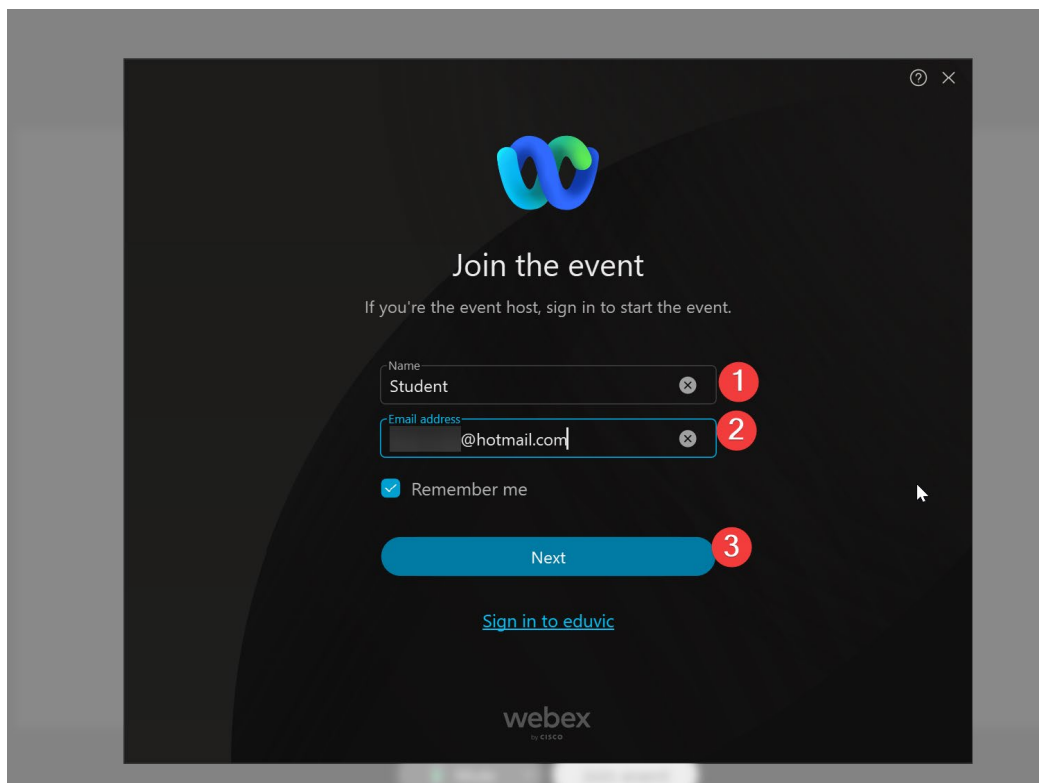 Join the event
If you're the event host, sign in to start the event.
Name
Student
1
Email address
@hotmail.com
2
Remember me
Next
3
Sign in to eduvic
webex
by CISCO